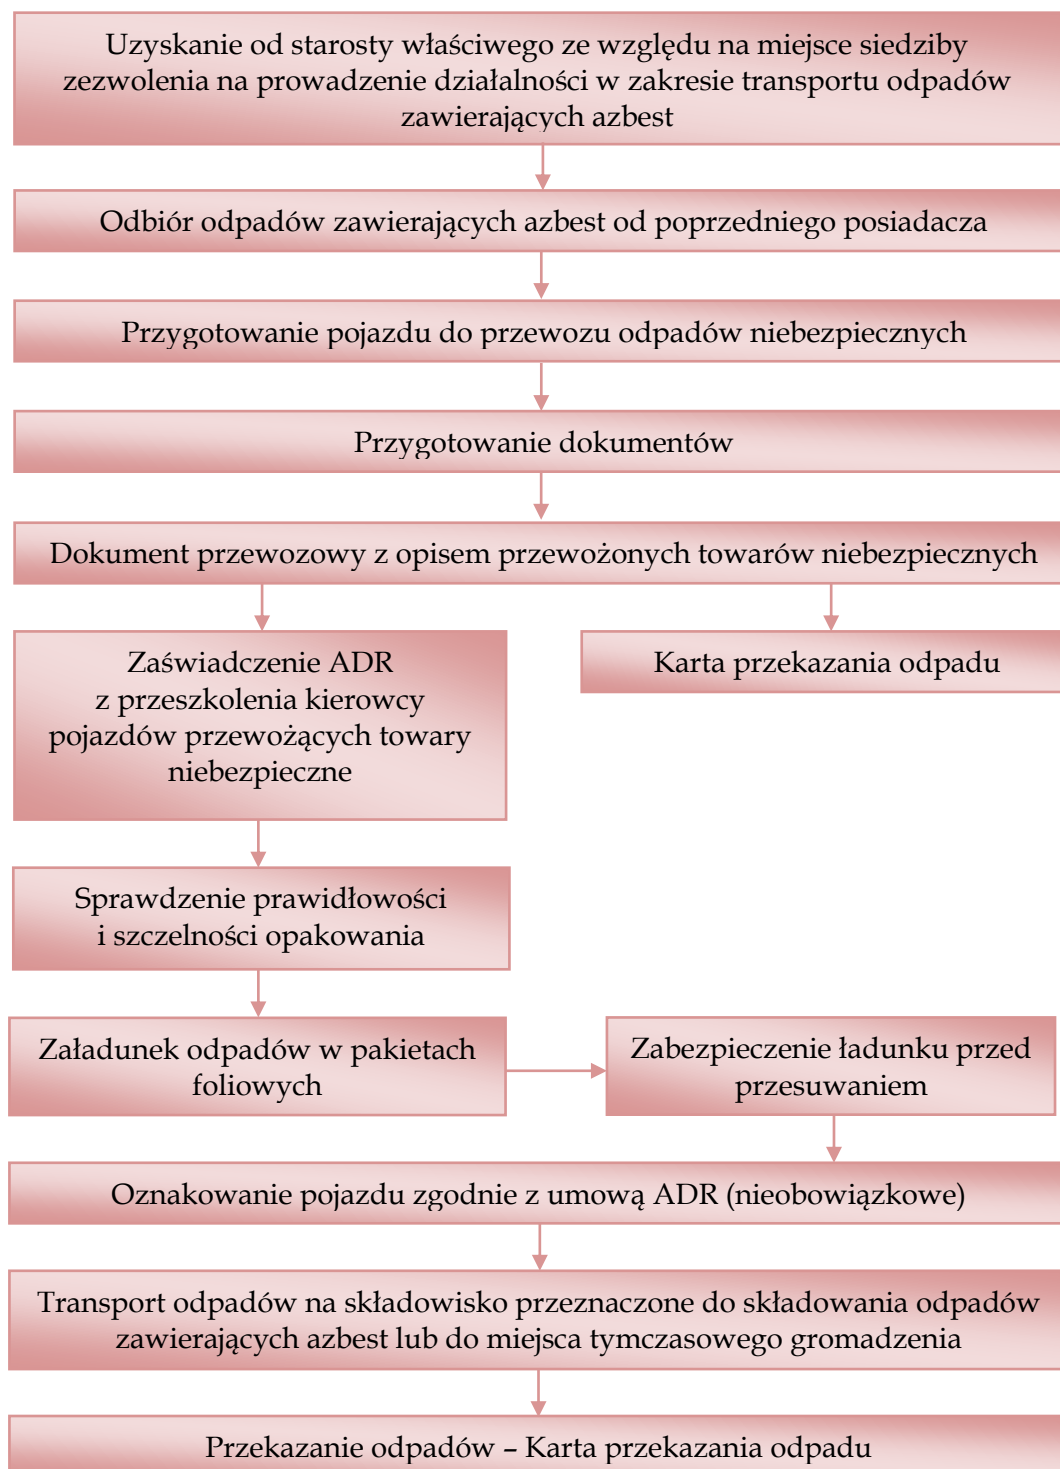 Uzyskanie od starosty właściwego ze względu na miejsce siedziby
zezwolenia na prowadzenie działalności w zakresie transportu odpadów
zawierających azbest
Odbiór odpadów zawierających azbest od poprzedniego posiadacza
Przygotowanie pojazdu do przewozu odpadów niebezpiecznych
Przygotowanie dokumentów
Dokument przewozowy z opisem przewożonych towarów niebezpiecznych
Zaświadczenie ADR
z przeszkolenia kierowcy
pojazdów przewożących towary
niebezpieczne
Karta przekazania odpadu
Sprawdzenie prawidłowości
i szczelności opakowania
Załadunek odpadów w pakietach
foliowych
Zabezpieczenie ładunku przed
przesuwaniem
Oznakowanie pojazdu zgodnie z umową ADR (nieobowiązkowe)
Transport odpadów na składowisko przeznaczone do składowania odpadów
zawierających azbest lub do miejsca tymczasowego gromadzenia
Przekazanie odpadów – Karta przekazania odpadu